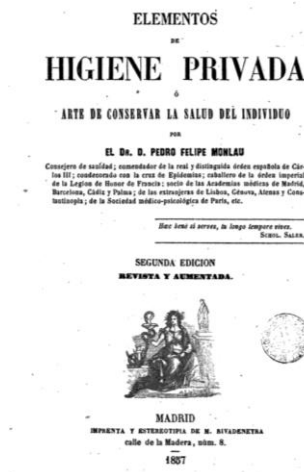 ELEMENTOS
DE
HIGIENE PRIVADA
Ó
ARTE DE CONSERVAR LA SALUD DEL INDIVIDUO
POR
EL DR. D. PEDRO FELIPE MONLAU
Consejero de sanidad; comendador de la real y distinguida órden española de Cár-
los III; condecorado con la cruz de Epidemias; caballero de la órden imperial
de la Legion de Honor de Francia; socio de las Academias médicas de Madrid,
Barcelona, Cádiz y Palma; de las extranjeras de Lisboa, Génova, Atenas y Cons-
tantinopla; de la Sociedad médico-psicológica de Paris, etc.
Hæc bene si serves, tu longo tempore vives.
SCHOL. SALER.
SEGUNDA EDICION
REVISTA Y AUMENTADA.
MADRID
IMPRENTA Y ESTEREOTIPIA DE M. RIVADENEYRA
calle de la Madera, núm. 8.
1857